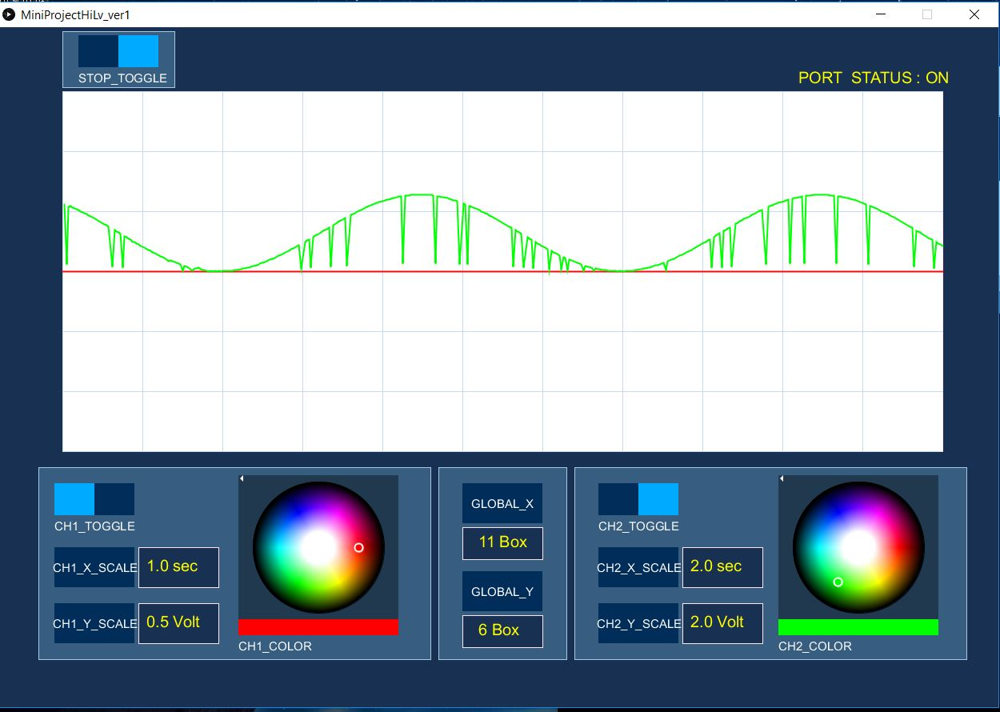 MiniProjectHiLv_ver1
STOP_TOGGLE
PORT STATUS : ON
CH1_TOGGLE
CH1_X_SCALE
1.0 sec
CH1_Y_SCALE
0.5 Volt
CH1_COLOR
GLOBAL_X
11 Box
GLOBAL_Y
6 Box
CH2_TOGGLE
CH2_X_SCALE
2.0 sec
CH2_Y_SCALE
2.0 Volt
CH2_COLOR